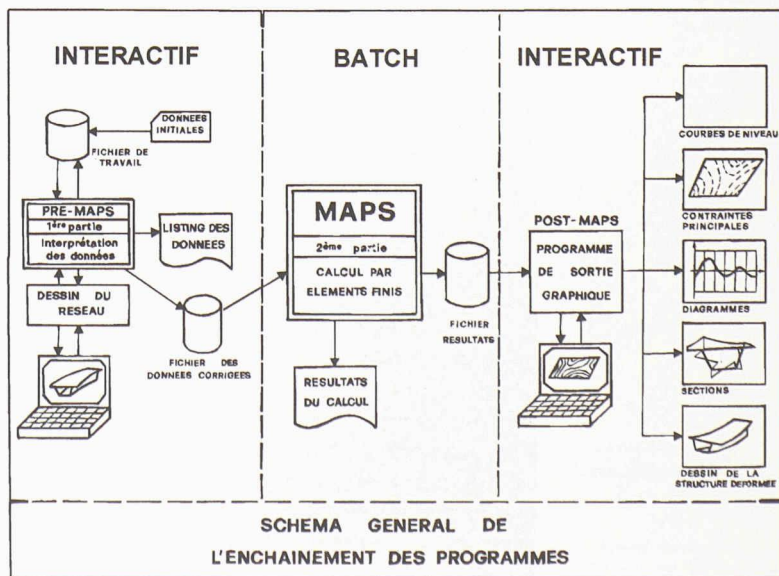 INTERACTIF
DONNEES
INITIALES
FICHIER DE
TRAVAIL
PRE-MAPS
1ère partie
Interprétation
des données
LISTING DES
DONNEES
DESSIN DU
RESEAU
FICHIER DES
DONNÉES CORRIGEES
BATCH
MAPS
2ème partie
CALCUL PAR
ELEMENTS FINIS
FICHIER
RESULTATS
RESULTATS
DU CALCUL
INTERACTIF
POST-MAPS
PROGRAMME
DE SORTIE
GRAPHIQUE
COURBES DE NIVEAU
CONTRAINTES
PRINCIPALES
DIAGRAMMES
SECTIONS
DESSIN DE LA
STRUCTURE DEFORMEE
SCHEMA GENERAL DE
L'ENCHAINEMENT DES PROGRAMMES